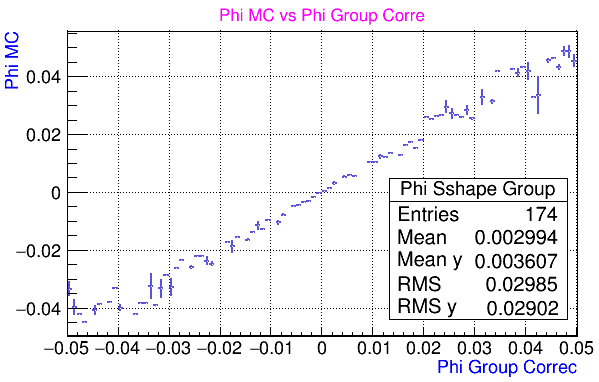 Phi MC vs Phi Group Corre
Phi MC
0.04
0.02
0
−0.02
−0.04
Phi Sshape Group
Entries 174
Mean 0.002994
Mean y 0.003607
RMS 0.02985
RMS y 0.02902
−0.05 −0.04 −0.03 −0.02 −0.01 0 0.01 0.02 0.03 0.04 0.05
Phi Group Correc